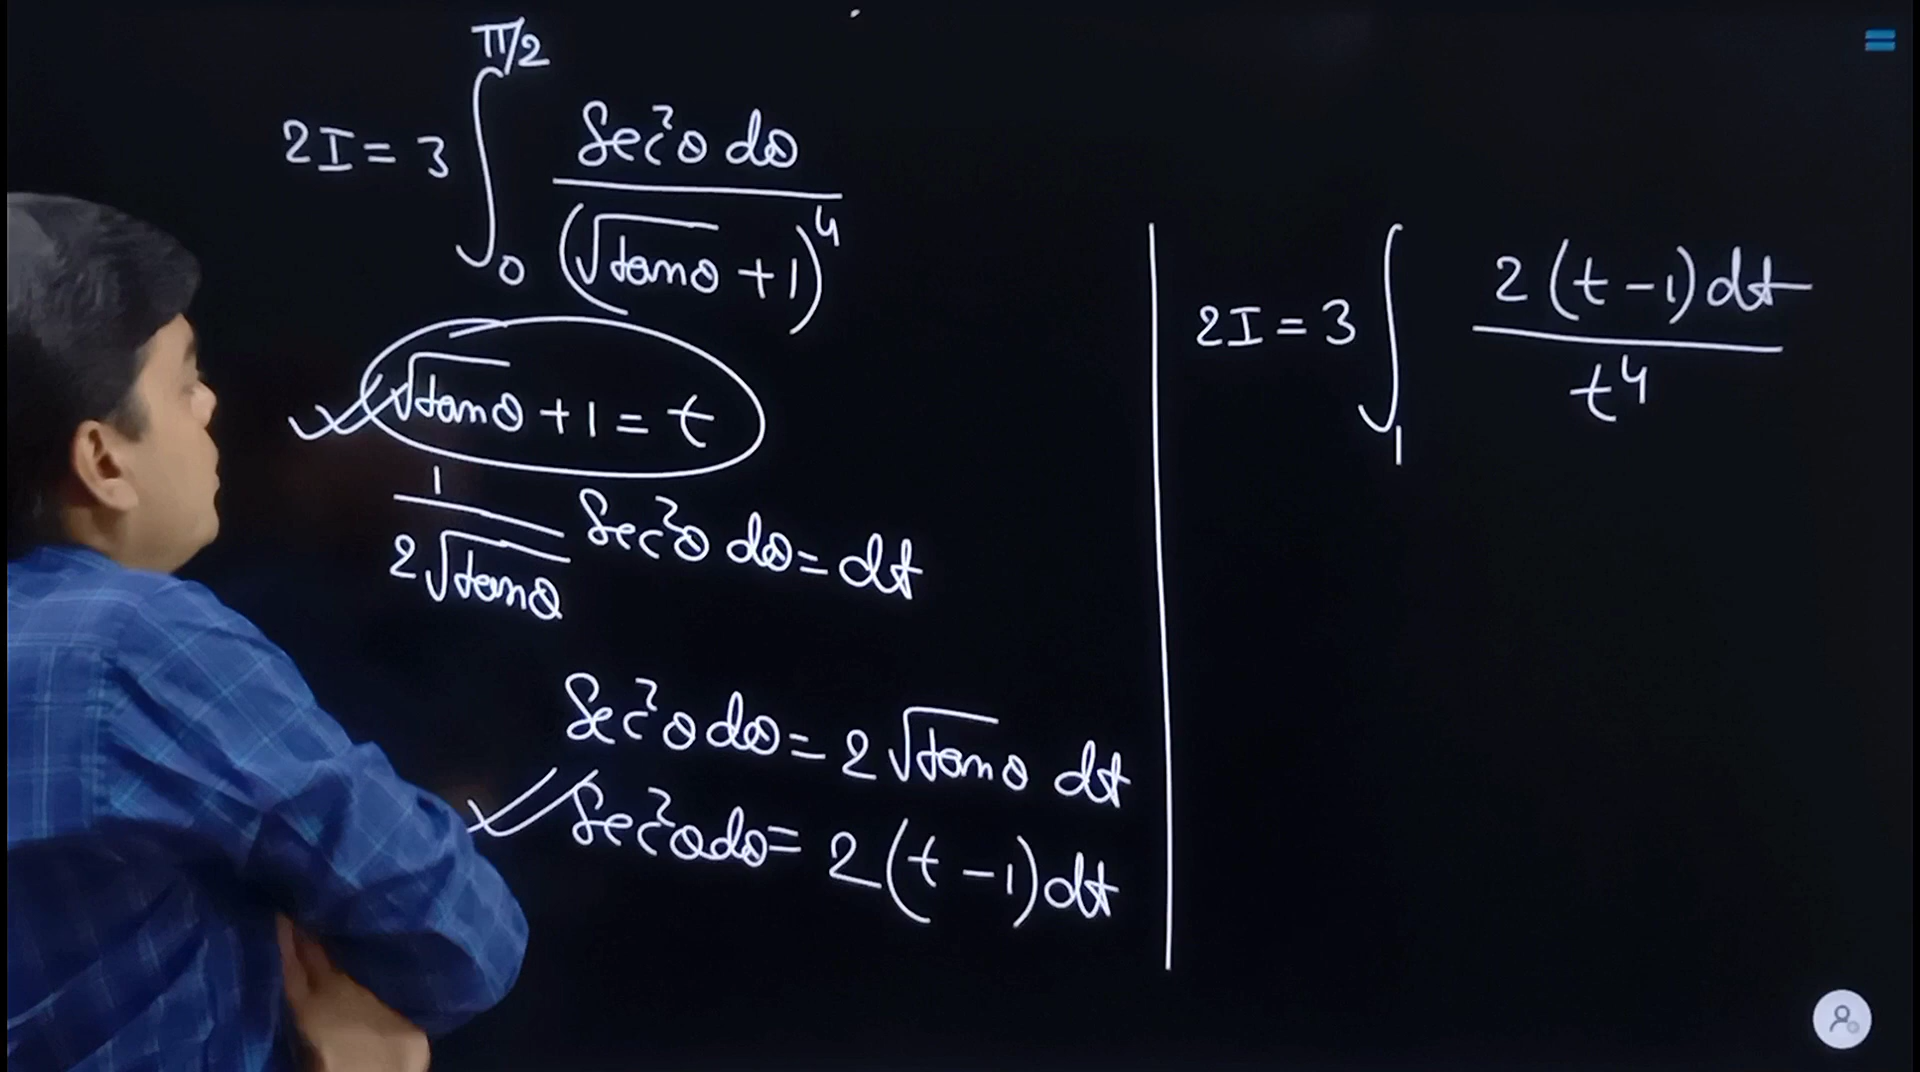 2I = 3 ∫₀^{π/2} sec²θ dθ / (√tanθ + 1)⁴
√tanθ + 1 = t
1/(2√tanθ) sec²θ dθ = dt
sec²θ dθ = 2√tanθ dt
sec²θ dθ = 2(t − 1)dt
2I = 3 ∫₁ 2(t − 1)dt / t⁴